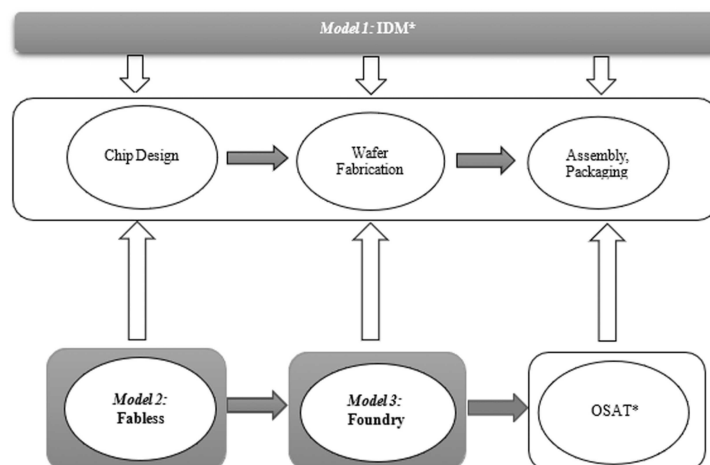 Model 1: IDM*
Chip Design
Wafer
Fabrication
Assembly,
Packaging
Model 2:
Fabless
Model 3:
Foundry
OSAT*